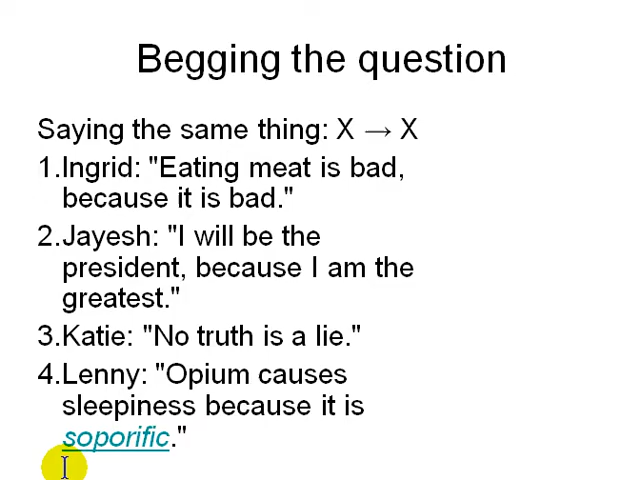 Begging the question
Saying the same thing: X → X
1.Ingrid: "Eating meat is bad,
because it is bad."
2.Jayesh: "I will be the
president, because I am the
greatest."
3.Katie: "No truth is a lie."
4.Lenny: "Opium causes
sleepiness because it is
soporific."